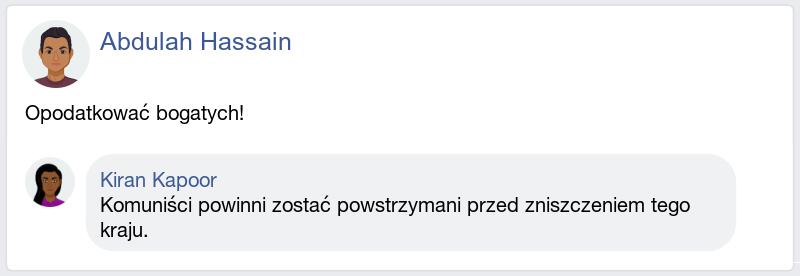 Abdulah Hassain
Opodatkować bogatych!
Kiran Kapoor
Komuniści powinni zostać powstrzymani przed zniszczeniem tego
kraju.